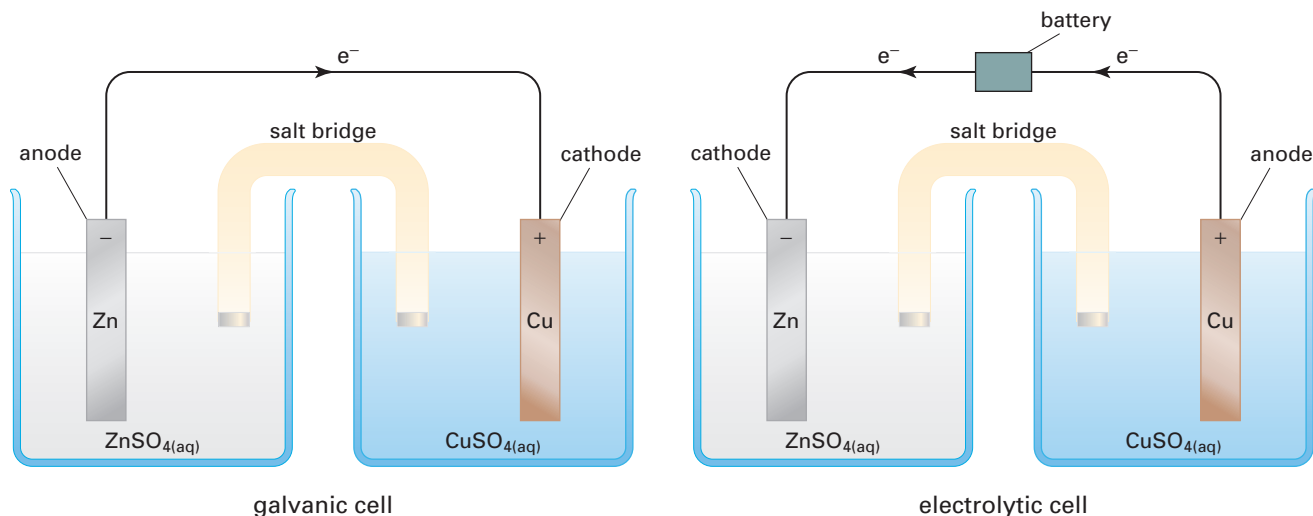 e⁻
salt bridge
anode
cathode
−
+
Zn
Cu
ZnSO₄₍aq₎
CuSO₄₍aq₎
galvanic cell
battery
e⁻
e⁻
salt bridge
cathode
anode
−
+
Zn
Cu
ZnSO₄₍aq₎
CuSO₄₍aq₎
electrolytic cell